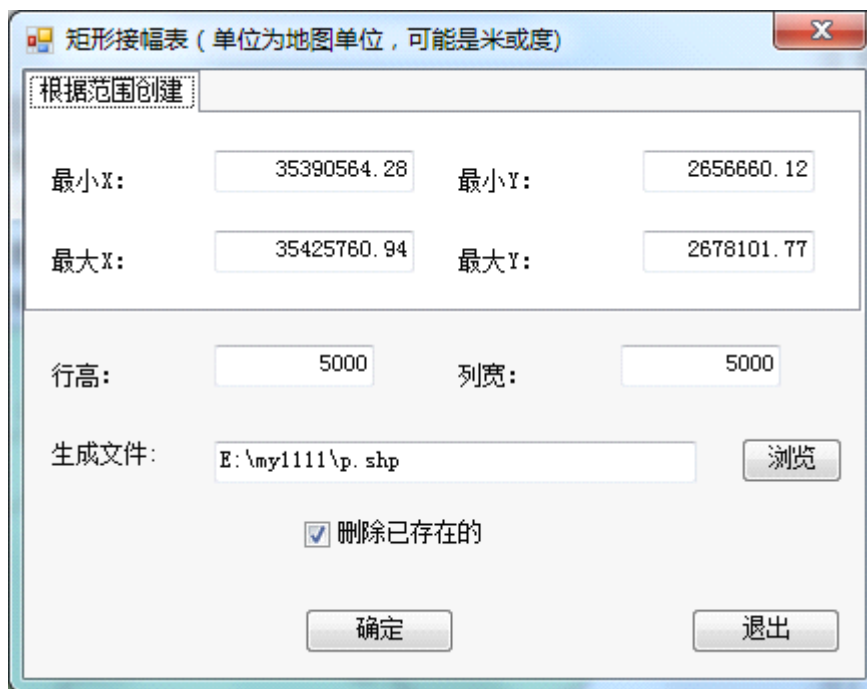 矩形接幅表（单位为地图单位，可能是米或度)
根据范围创建
最小X: 35390564.28 最小Y: 2656660.12
最大X: 35425760.94 最大Y: 2678101.77
行高: 5000 列宽: 5000
生成文件: E:\my1111\p.shp 浏览
删除已存在的
确定 退出